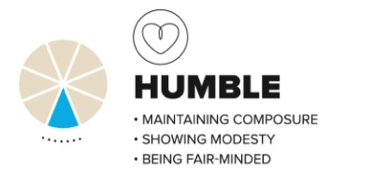 HUMBLE
• MAINTAINING COMPOSURE
• SHOWING MODESTY
• BEING FAIR-MINDED